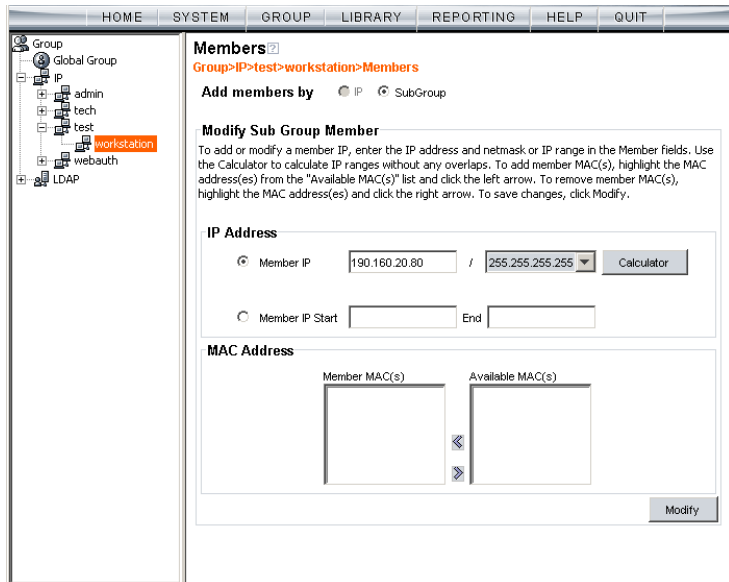 HOME SYSTEM GROUP LIBRARY REPORTING HELP QUIT
Group
Global Group
IP
admin
tech
test
workstation
webauth
LDAP
Members?
Group>IP>test>workstation>Members
Add members by IP SubGroup
Modify Sub Group Member
To add or modify a member IP, enter the IP address and netmask or IP range in the Member fields. Use
the Calculator to calculate IP ranges without any overlaps. To add member MAC(s), highlight the MAC
address(es) from the "Available MAC(s)" list and click the left arrow. To remove member MAC(s),
highlight the MAC address(es) and click the right arrow. To save changes, click Modify.
IP Address
Member IP 190.160.20.80 / 255.255.255.255 Calculator
Member IP Start End
MAC Address
Member MAC(s) Available MAC(s)
Modify